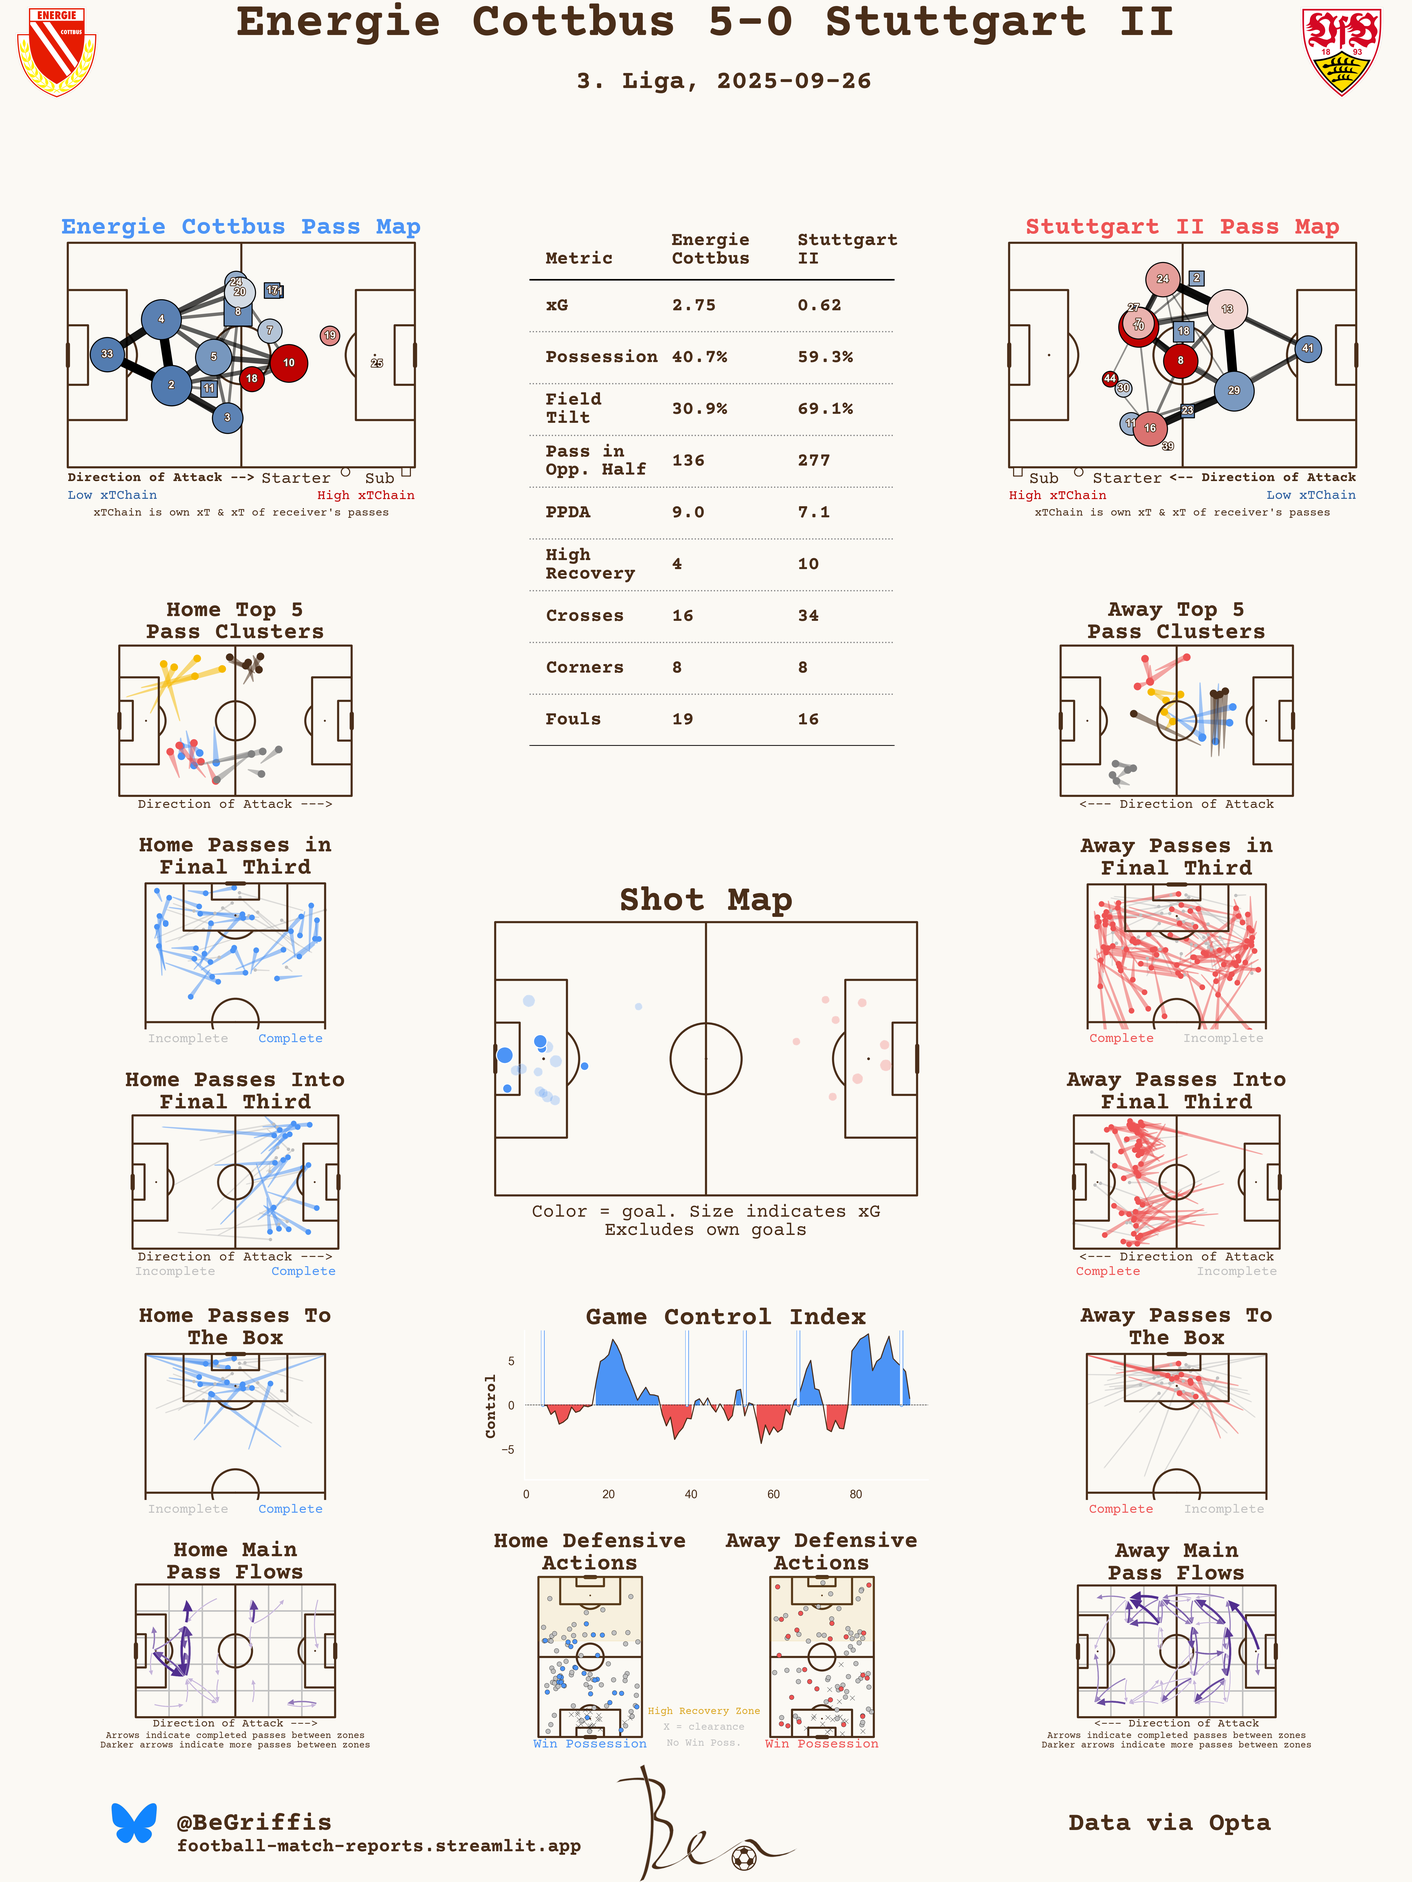 Energie Cottbus 5-0 Stuttgart II
3. Liga, 2025-09-26
ENERGIE
COTTBUS
VfB
18 93
Energie Cottbus Pass Map
33
4
2
5
11
3
24
20
8
17
7
10
18
19
25
Direction of Attack --> Starter Sub
Low xTChain High xTChain
xTChain is own xT & xT of receiver's passes
Metric Energie Cottbus Stuttgart II
xG 2.75 0.62
Possession 40.7% 59.3%
Field Tilt 30.9% 69.1%
Pass in Opp. Half 136 277
PPDA 9.0 7.1
High Recovery 4 10
Crosses 16 34
Corners 8 8
Fouls 19 16
Stuttgart II Pass Map
24
2
27
7
10
13
18
8
41
44
30
29
11
16
23
39
Sub Starter <-- Direction of Attack
High xTChain Low xTChain
xTChain is own xT & xT of receiver's passes
Home Top 5
Pass Clusters
Direction of Attack --->
Away Top 5
Pass Clusters
<--- Direction of Attack
Home Passes in
Final Third
Incomplete Complete
Away Passes in
Final Third
Complete Incomplete
Shot Map
Color = goal. Size indicates xG
Excludes own goals
Home Passes Into
Final Third
Direction of Attack --->
Incomplete Complete
Away Passes Into
Final Third
<--- Direction of Attack
Complete Incomplete
Home Passes To
The Box
Incomplete Complete
Game Control Index
Control
5
0
−5
0 20 40 60 80
Away Passes To
The Box
Complete Incomplete
Home Main
Pass Flows
Direction of Attack --->
Arrows indicate completed passes between zones
Darker arrows indicate more passes between zones
Home Defensive
Actions
Win Possession
Away Defensive
Actions
Win Possession
High Recovery Zone
X = clearance
No Win Poss.
Away Main
Pass Flows
<--- Direction of Attack
Arrows indicate completed passes between zones
Darker arrows indicate more passes between zones
@BeGriffis
football-match-reports.streamlit.app
Ben
Data via Opta